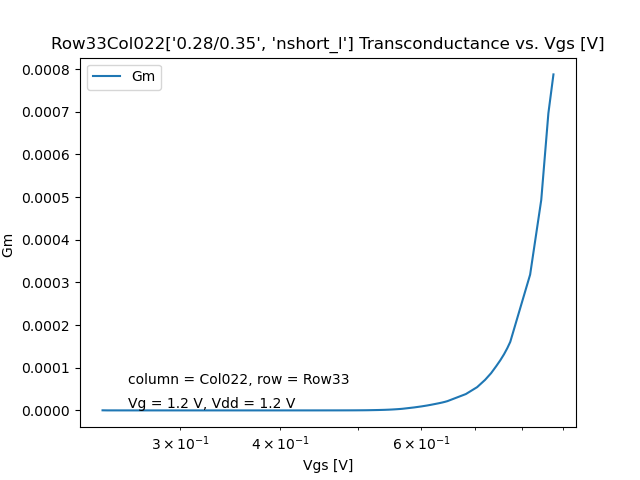 Row33Col022['0.28/0.35', 'nshort_l'] Transconductance vs. Vgs [V]
Gm
0.0008
0.0007
0.0006
0.0005
0.0004
0.0003
0.0002
0.0001
0.0000
Gm
column = Col022, row = Row33
Vg = 1.2 V, Vdd = 1.2 V
3 × 10⁻¹
4 × 10⁻¹
6 × 10⁻¹
Vgs [V]